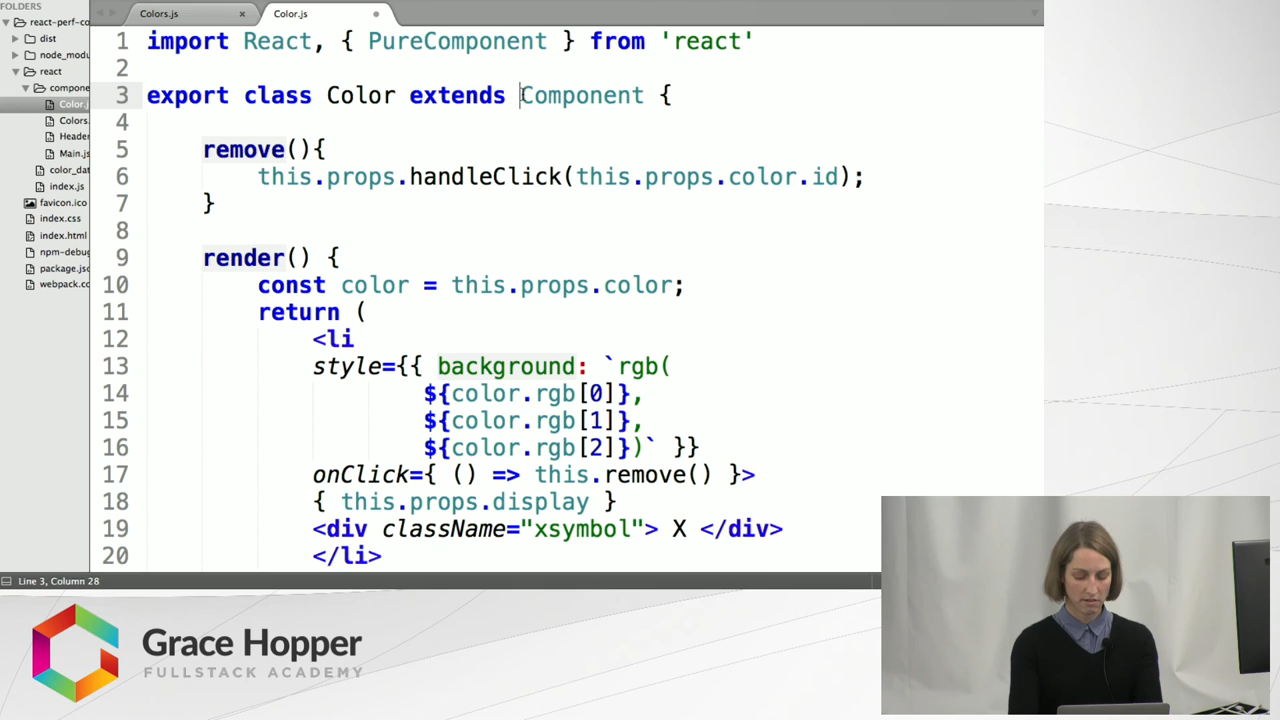 FOLDERS
react-perf-co
dist
node_modu
react
compone
Color.j
Colors.
Header
Main.js
color_dat
index.js
favicon.ico
index.css
index.html
npm-debug
package.jso
webpack.co
Colors.js
Color.js
1 import React, { PureComponent } from 'react'
2
3 export class Color extends Component {
4
5 remove(){
6 this.props.handleClick(this.props.color.id);
7 }
8
9 render() {
10 const color = this.props.color;
11 return (
12 <li
13 style={{ background: `rgb(
14 ${color.rgb[0]},
15 ${color.rgb[1]},
16 ${color.rgb[2]})` }}
17 onClick={ () => this.remove() }>
18 { this.props.display }
19 <div className="xsymbol"> X </div>
20 </li>
Line 3, Column 28
Grace Hopper
FULLSTACK ACADEMY